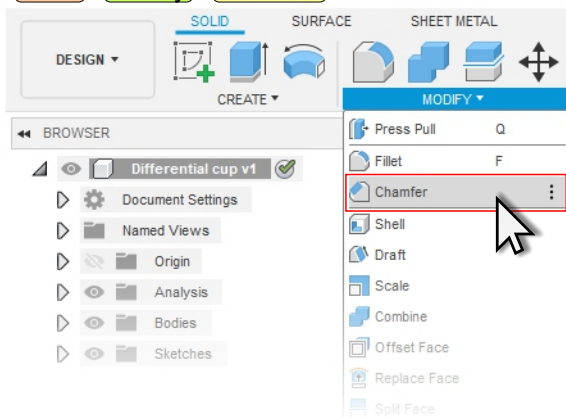 SOLID SURFACE SHEET METAL
DESIGN ▾
CREATE ▾ MODIFY ▾
BROWSER
Differential cup v1
Document Settings
Named Views
Origin
Analysis
Bodies
Sketches
Press Pull Q
Fillet F
Chamfer
Shell
Draft
Scale
Combine
Offset Face
Replace Face
Split Face